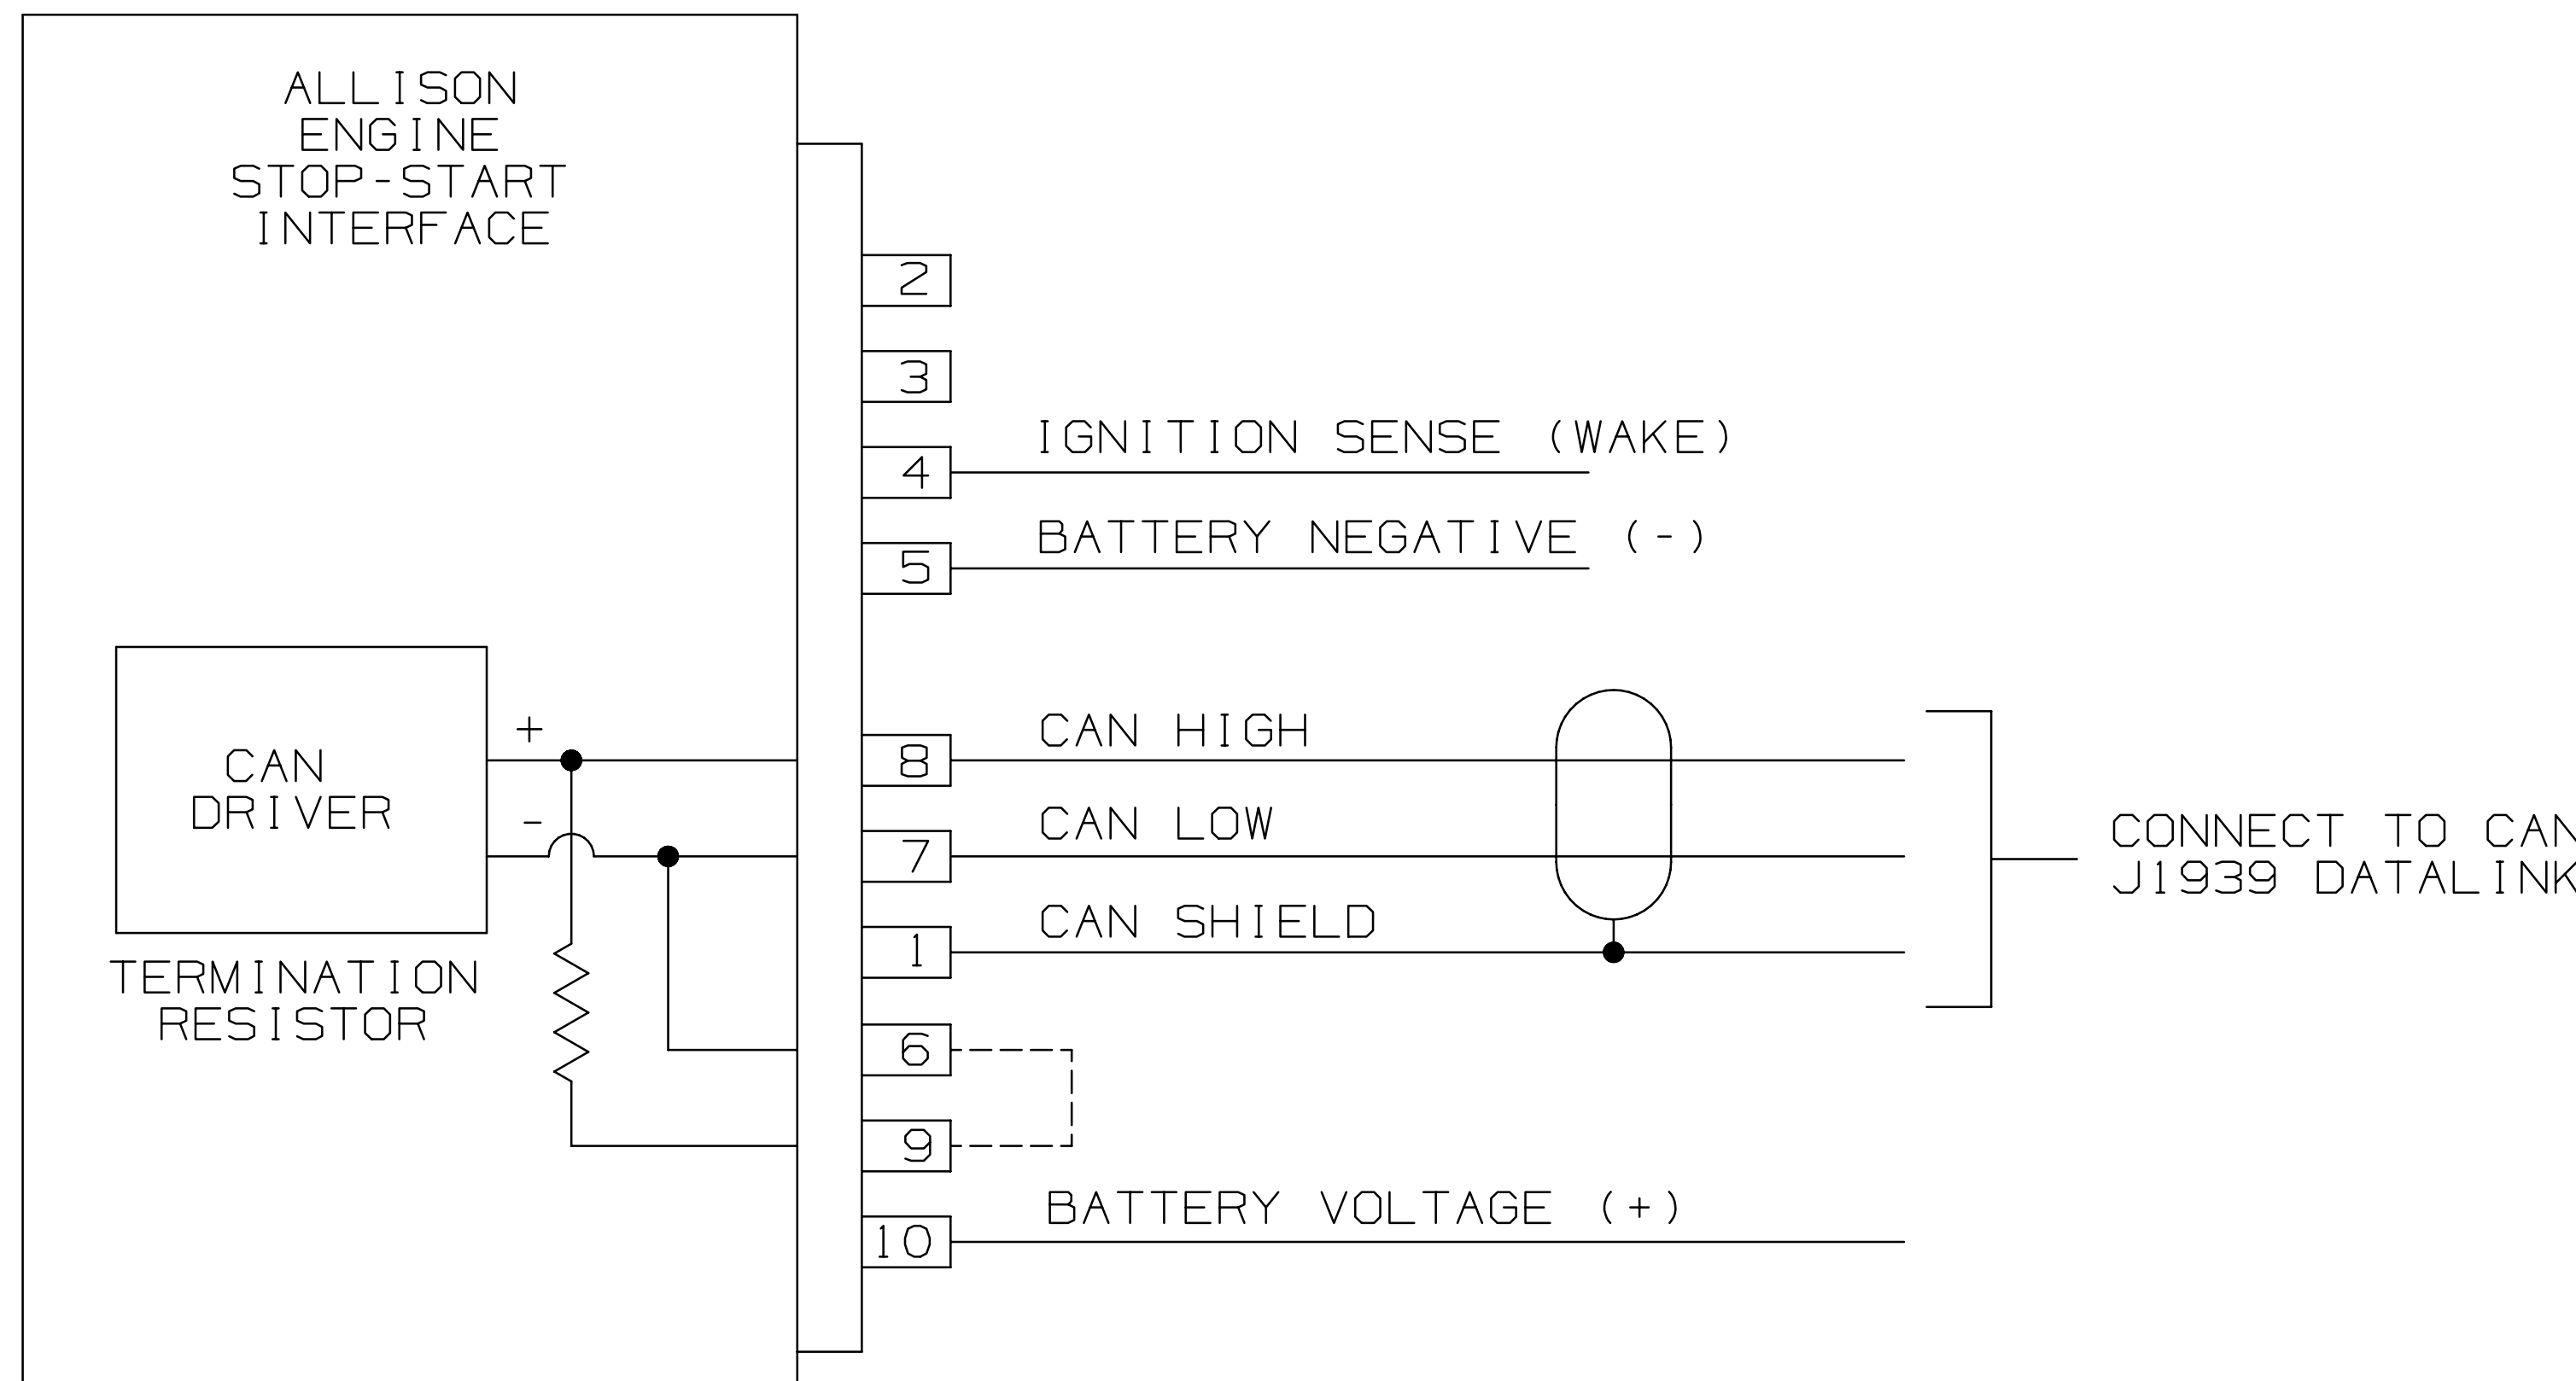 ALLISON
ENGINE
STOP-START
INTERFACE
2
3
IGNITION SENSE (WAKE)
4
BATTERY NEGATIVE (-)
5
+
CAN HIGH
8
CAN
DRIVER
-
CAN LOW
7
CONNECT TO CAN
J1939 DATALINK
CAN SHIELD
1
TERMINATION
RESISTOR
6
9
BATTERY VOLTAGE (+)
10